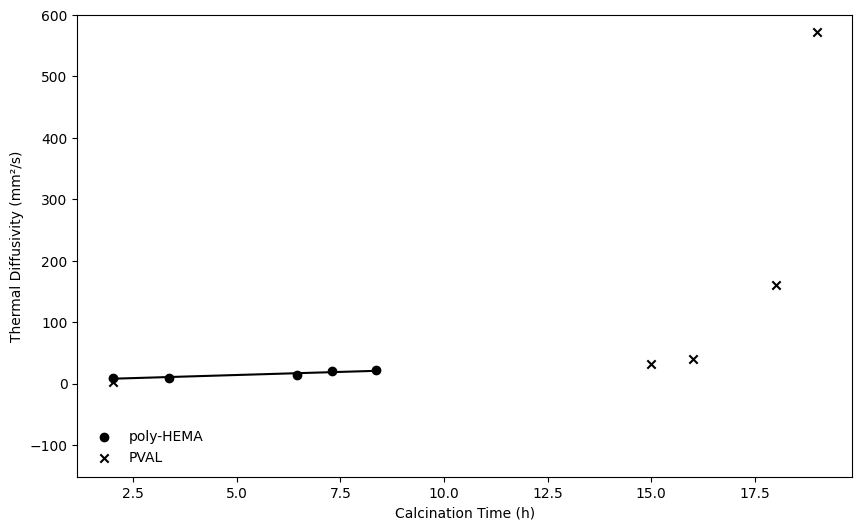 600
500
400
300
200
100
0
−100
Thermal Diffusivity (mm²/s)
poly-HEMA
PVAL
2.5 5.0 7.5 10.0 12.5 15.0 17.5
Calcination Time (h)